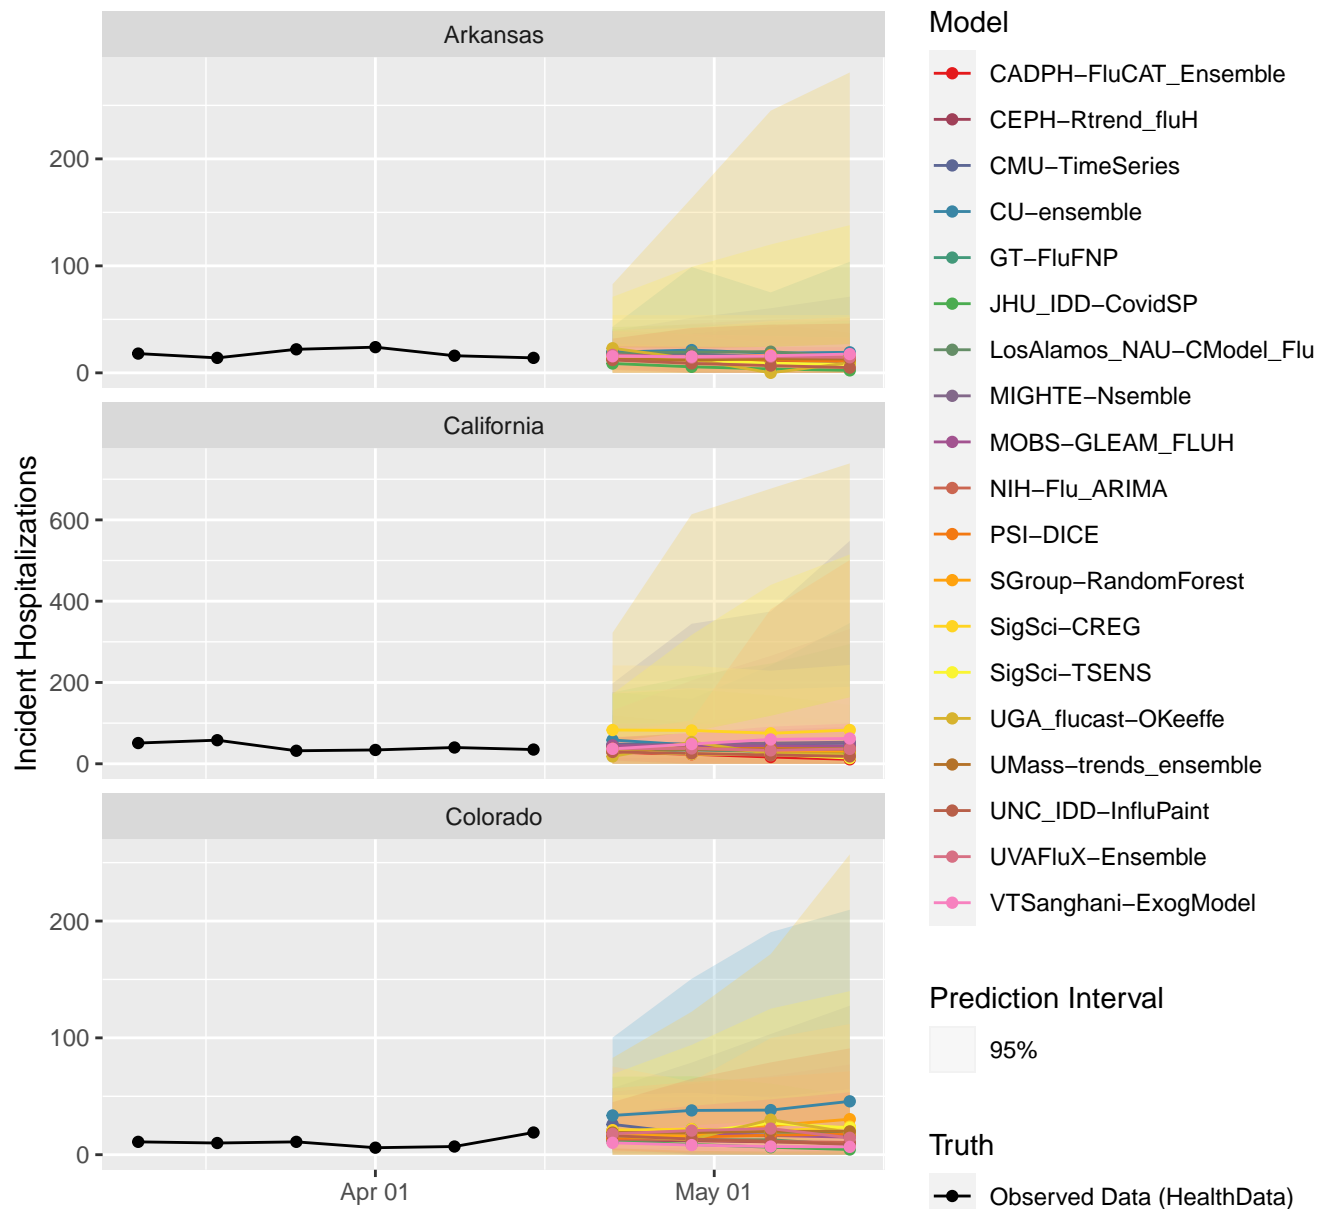 Arkansas
200
100
0
California
600
400
200
0
Colorado
200
100
0
Apr 01
May 01
Incident Hospitalizations
Model
CADPH−FluCAT_Ensemble
CEPH−Rtrend_fluH
CMU−TimeSeries
CU−ensemble
GT−FluFNP
JHU_IDD−CovidSP
LosAlamos_NAU−CModel_Flu
MIGHTE−Nsemble
MOBS−GLEAM_FLUH
NIH−Flu_ARIMA
PSI−DICE
SGroup−RandomForest
SigSci−CREG
SigSci−TSENS
UGA_flucast−OKeeffe
UMass−trends_ensemble
UNC_IDD−InfluPaint
UVAFluX−Ensemble
VTSanghani−ExogModel
Prediction Interval
95%
Truth
Observed Data (HealthData)